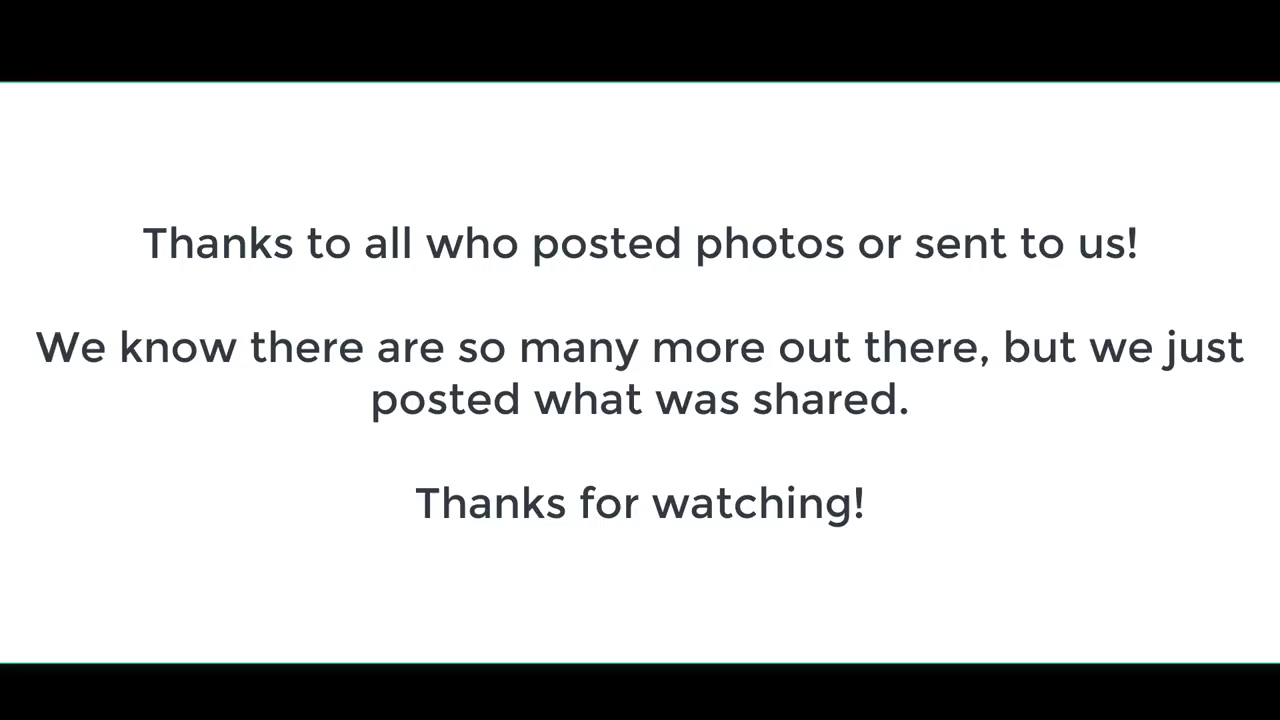 Thanks to all who posted photos or sent to us!
We know there are so many more out there, but we just
posted what was shared.
Thanks for watching!